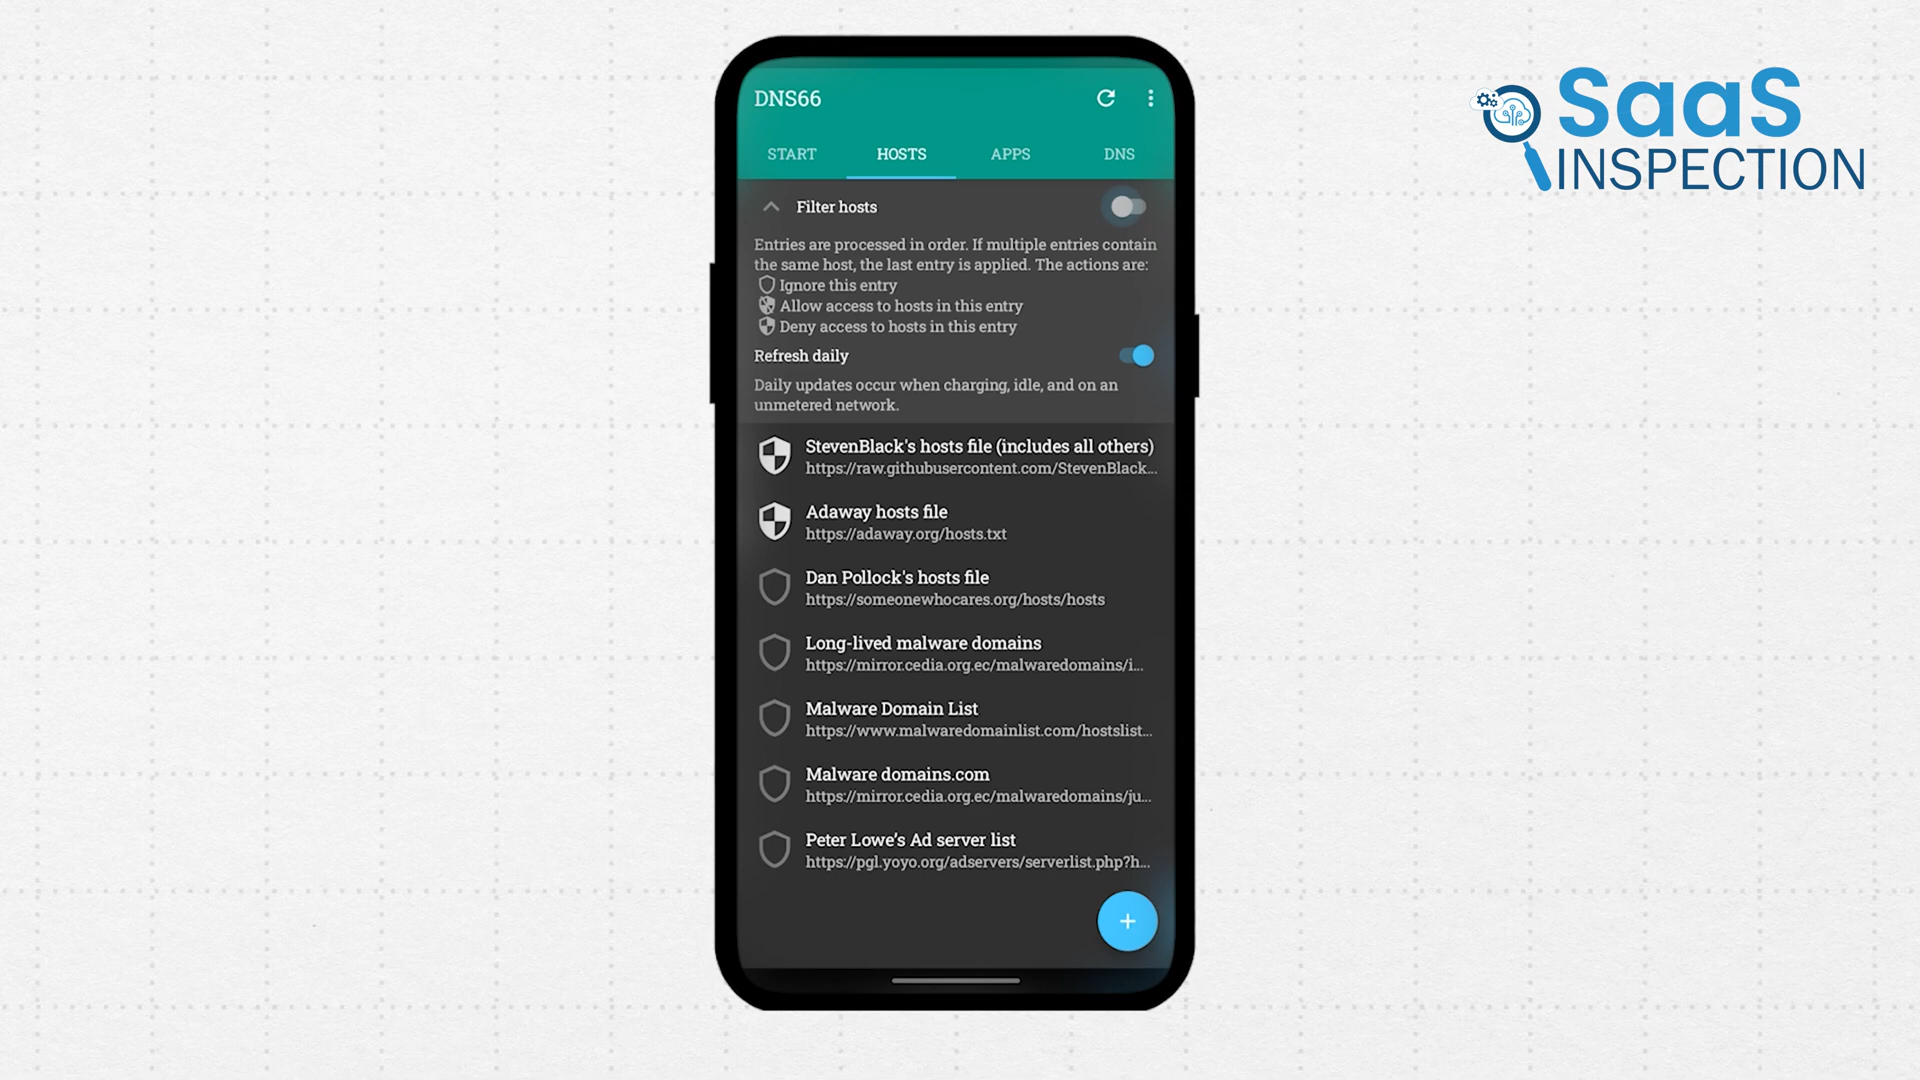 DNS66
START HOSTS APPS DNS
Filter hosts
Entries are processed in order. If multiple entries contain
the same host, the last entry is applied. The actions are:
Ignore this entry
Allow access to hosts in this entry
Deny access to hosts in this entry
Refresh daily
Daily updates occur when charging, idle, and on an
unmetered network.
StevenBlack's hosts file (includes all others)
https://raw.githubusercontent.com/StevenBlack...
Adaway hosts file
https://adaway.org/hosts.txt
Dan Pollock's hosts file
https://someonewhocares.org/hosts/hosts
Long-lived malware domains
https://mirror.cedia.org.ec/malwaredomains/i...
Malware Domain List
https://www.malwaredomainlist.com/hostslist...
Malware domains.com
https://mirror.cedia.org.ec/malwaredomains/ju...
Peter Lowe's Ad server list
https://pgl.yoyo.org/adservers/serverlist.php?h...
+
SaaS
INSPECTION